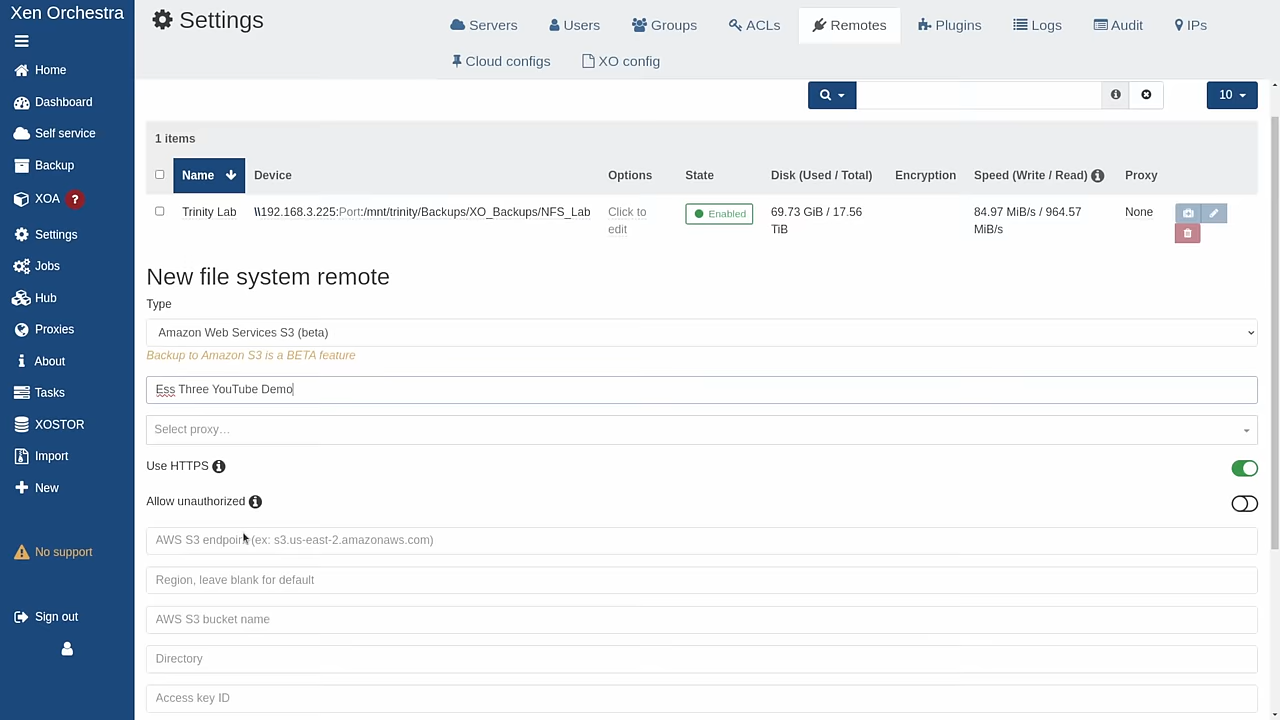 Xen Orchestra
Home
Dashboard
Self service
Backup
XOA ?
Settings
Jobs
Hub
Proxies
About
Tasks
XOSTOR
Import
New
No support
Sign out
Settings
Servers
Users
Groups
ACLs
Remotes
Plugins
Logs
Audit
IPs
Cloud configs
XO config
10
1 items
Name Device Options State Disk (Used / Total) Encryption Speed (Write / Read) Proxy
Trinity Lab \\192.168.3.225:Port:/mnt/trinity/Backups/XO_Backups/NFS_Lab Click to edit Enabled 69.73 GiB / 17.56 TiB 84.97 MiB/s / 964.57 MiB/s None
New file system remote
Type
Amazon Web Services S3 (beta)
Backup to Amazon S3 is a BETA feature
Ess Three YouTube Demo
Select proxy...
Use HTTPS
Allow unauthorized
AWS S3 endpoint (ex: s3.us-east-2.amazonaws.com)
Region, leave blank for default
AWS S3 bucket name
Directory
Access key ID